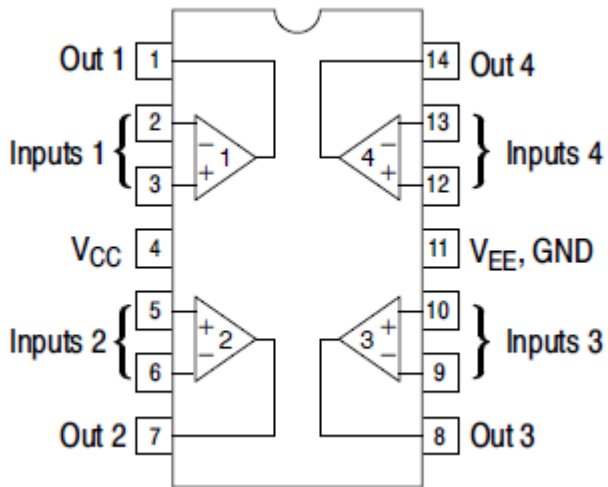 Out 1 1 14 Out 4
2 13
Inputs 1 { − 1 4 − } Inputs 4
+ +
3 12
VCC 4 11 VEE, GND
5 10
Inputs 2 { + 2 3 + } Inputs 3
− −
6 9
Out 2 7 8 Out 3